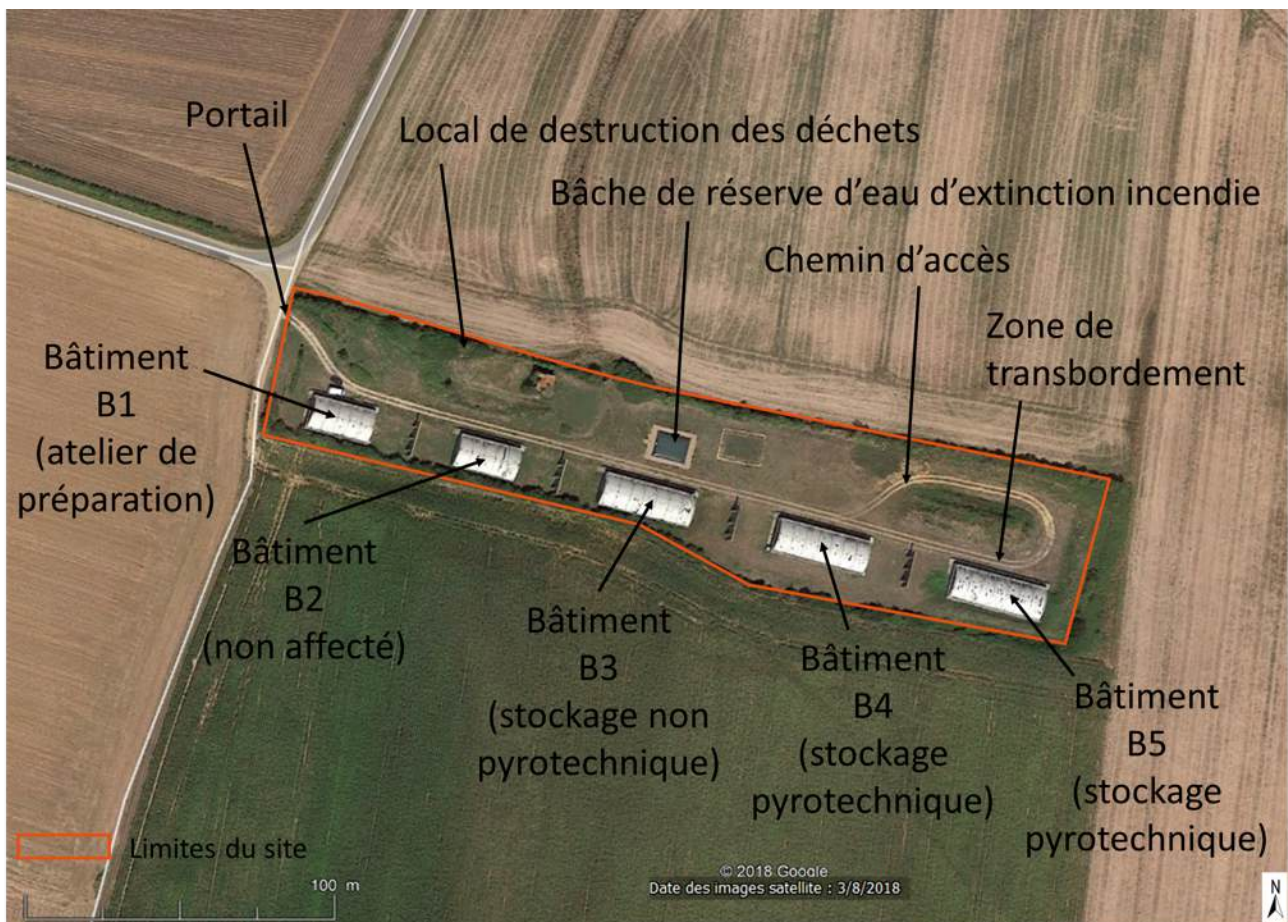 Portail
Local de destruction des déchets
Bâche de réserve d'eau d'extinction incendie
Chemin d'accès
Zone de
transbordement
Bâtiment
B1
(atelier de
préparation)
Bâtiment
B2
(non affecté)
Bâtiment
B3
(stockage non
pyrotechnique)
Bâtiment
B4
(stockage
pyrotechnique)
Bâtiment
B5
(stockage
pyrotechnique)
Limites du site
100 m
© 2018 Google
Date des images satellite : 3/8/2018
N